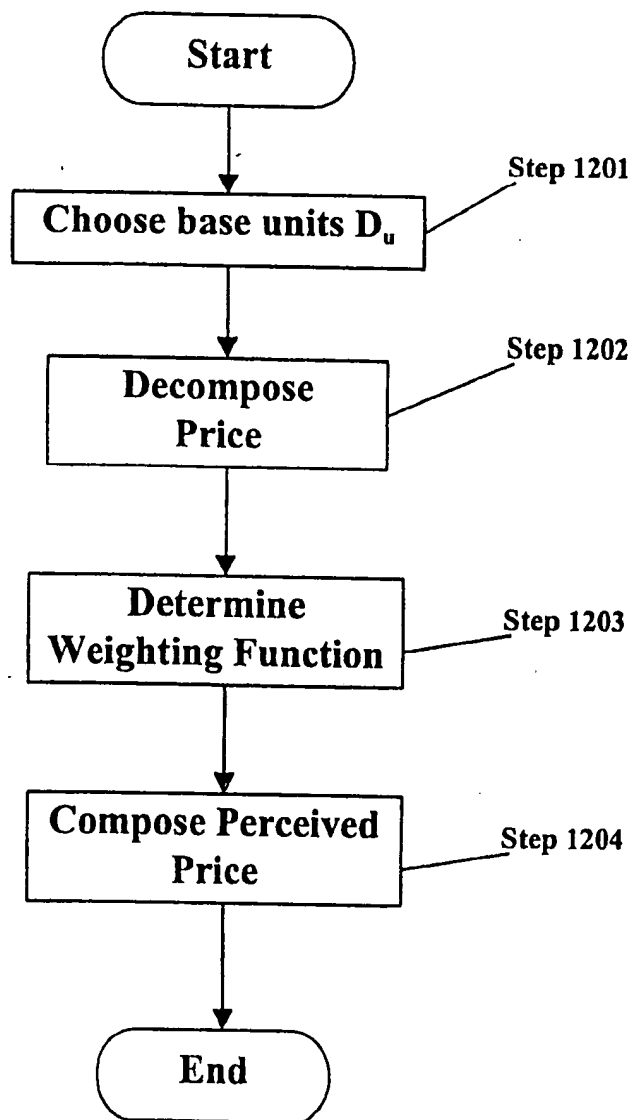 Start
Step 1201
Choose base units Dᵤ
Step 1202
Decompose
Price
Determine
Weighting Function
Step 1203
Compose Perceived
Price
Step 1204
End